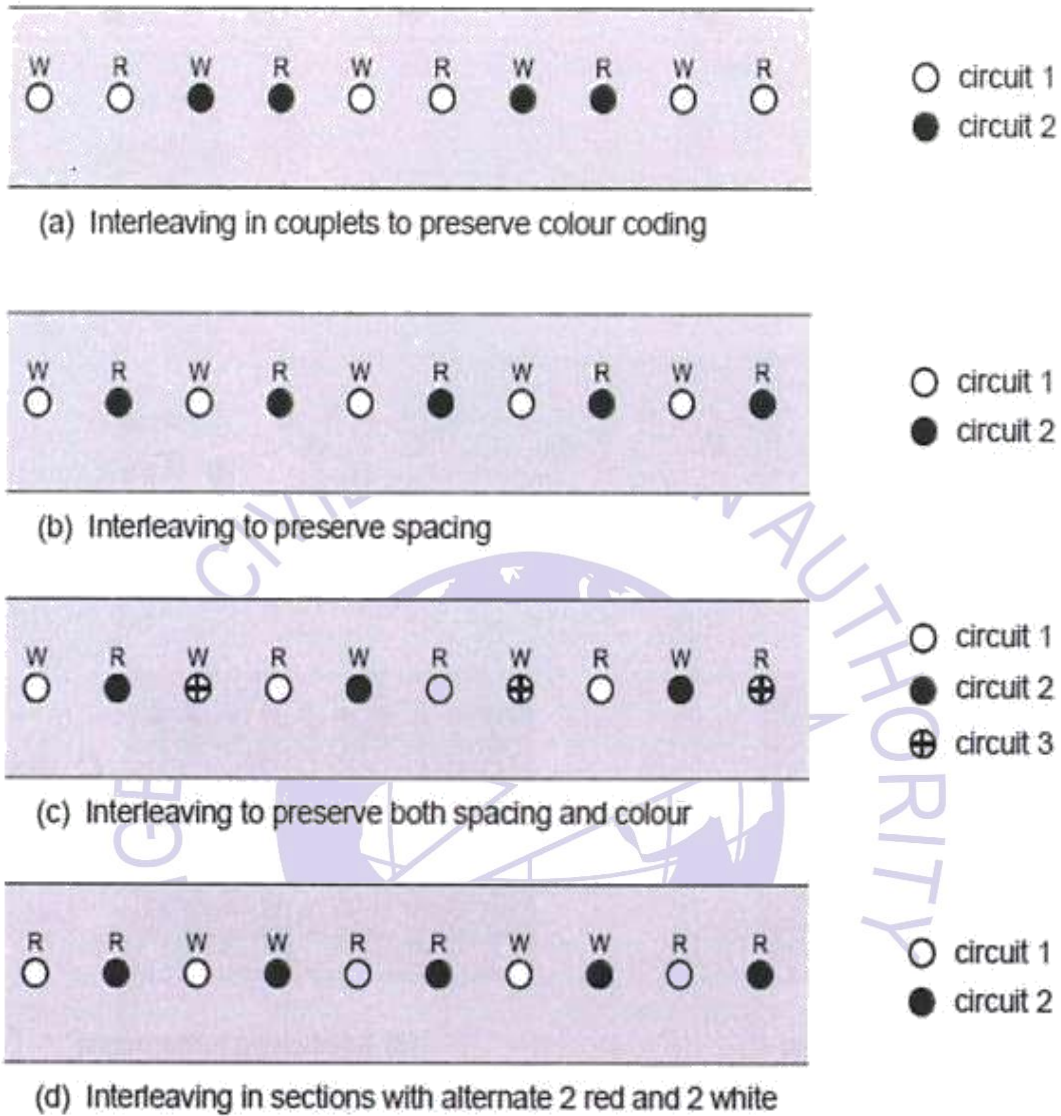 W R W R W R W R W R
circuit 1
circuit 2
(a) Interleaving in couplets to preserve colour coding
W R W R W R W R W R
circuit 1
circuit 2
(b) Interleaving to preserve spacing
W R W R W R W R W R
circuit 1
circuit 2
circuit 3
(c) Interleaving to preserve both spacing and colour
R R W W R R W W R R
circuit 1
circuit 2
(d) Interleaving in sections with alternate 2 red and 2 white
AUTHORITY